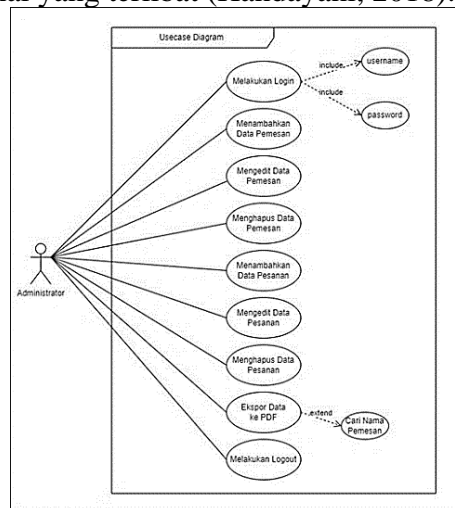 Usecase Diagram
Melakukan Login
include
username
include
password
Menambahkan
Data Pemesan
Mengedit Data
Pemesan
Menghapus Data
Pemesan
Menambahkan
Data Pesanan
Administrator
Mengedit Data
Pesanan
Menghapus Data
Pesanan
Ekspor Data
ke PDF
extend
Cari Nama
Pemesan
Melakukan Logout